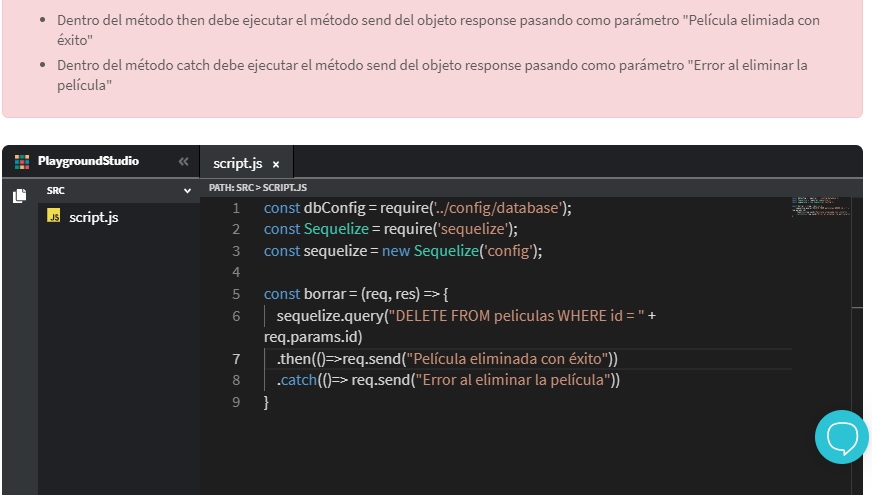 Dentro del método then debe ejecutar el método send del objeto response pasando como parámetro "Película elimiada con
éxito"
Dentro del método catch debe ejecutar el método send del objeto response pasando como parámetro "Error al eliminar la
película"
PlaygroundStudio «
script.js ×
SRC
PATH: SRC > SCRIPT.JS
JS script.js
1 const dbConfig = require('../config/database');
2 const Sequelize = require('sequelize');
3 const sequelize = new Sequelize('config');
4
5 const borrar = (req, res) => {
6 sequelize.query("DELETE FROM peliculas WHERE id = " +
req.params.id)
7 .then(()=>req.send("Película eliminada con éxito"))
8 .catch(()=> req.send("Error al eliminar la película"))
9 }